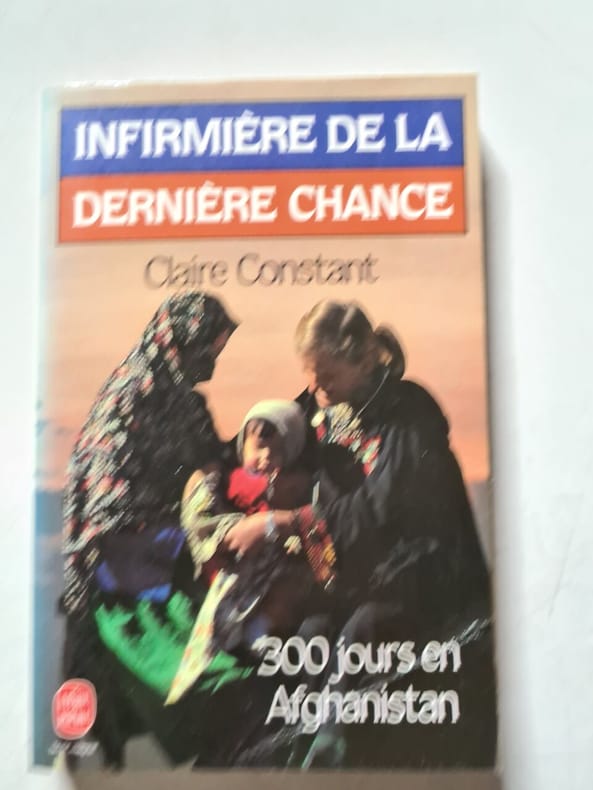 INFIRMIÈRE DE LA
DERNIÈRE CHANCE
Claire Constant
300 jours en
Afghanistan